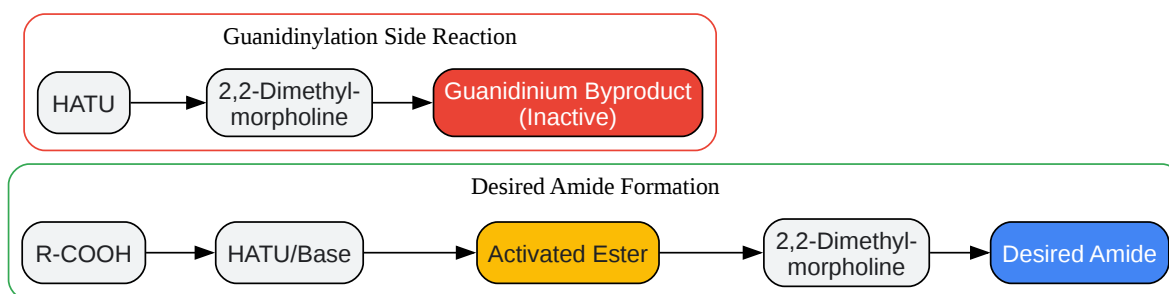 Guanidinylation Side Reaction
HATU
2,2-Dimethyl-
morpholine
Guanidinium Byproduct
(Inactive)
Desired Amide Formation
R-COOH
HATU/Base
Activated Ester
2,2-Dimethyl-
morpholine
Desired Amide